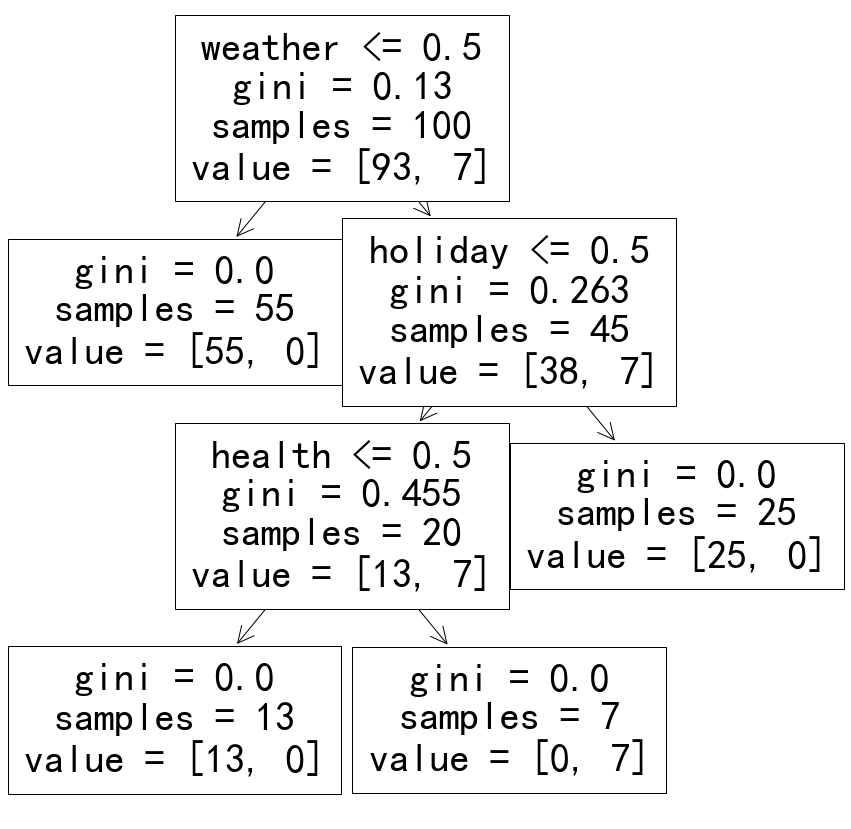 weather <= 0.5
gini = 0.13
samples = 100
value = [93, 7]
gini = 0.0
samples = 55
value = [55, 0]
holiday <= 0.5
gini = 0.263
samples = 45
value = [38, 7]
health <= 0.5
gini = 0.455
samples = 20
value = [13, 7]
gini = 0.0
samples = 25
value = [25, 0]
gini = 0.0
samples = 13
value = [13, 0]
gini = 0.0
samples = 7
value = [0, 7]